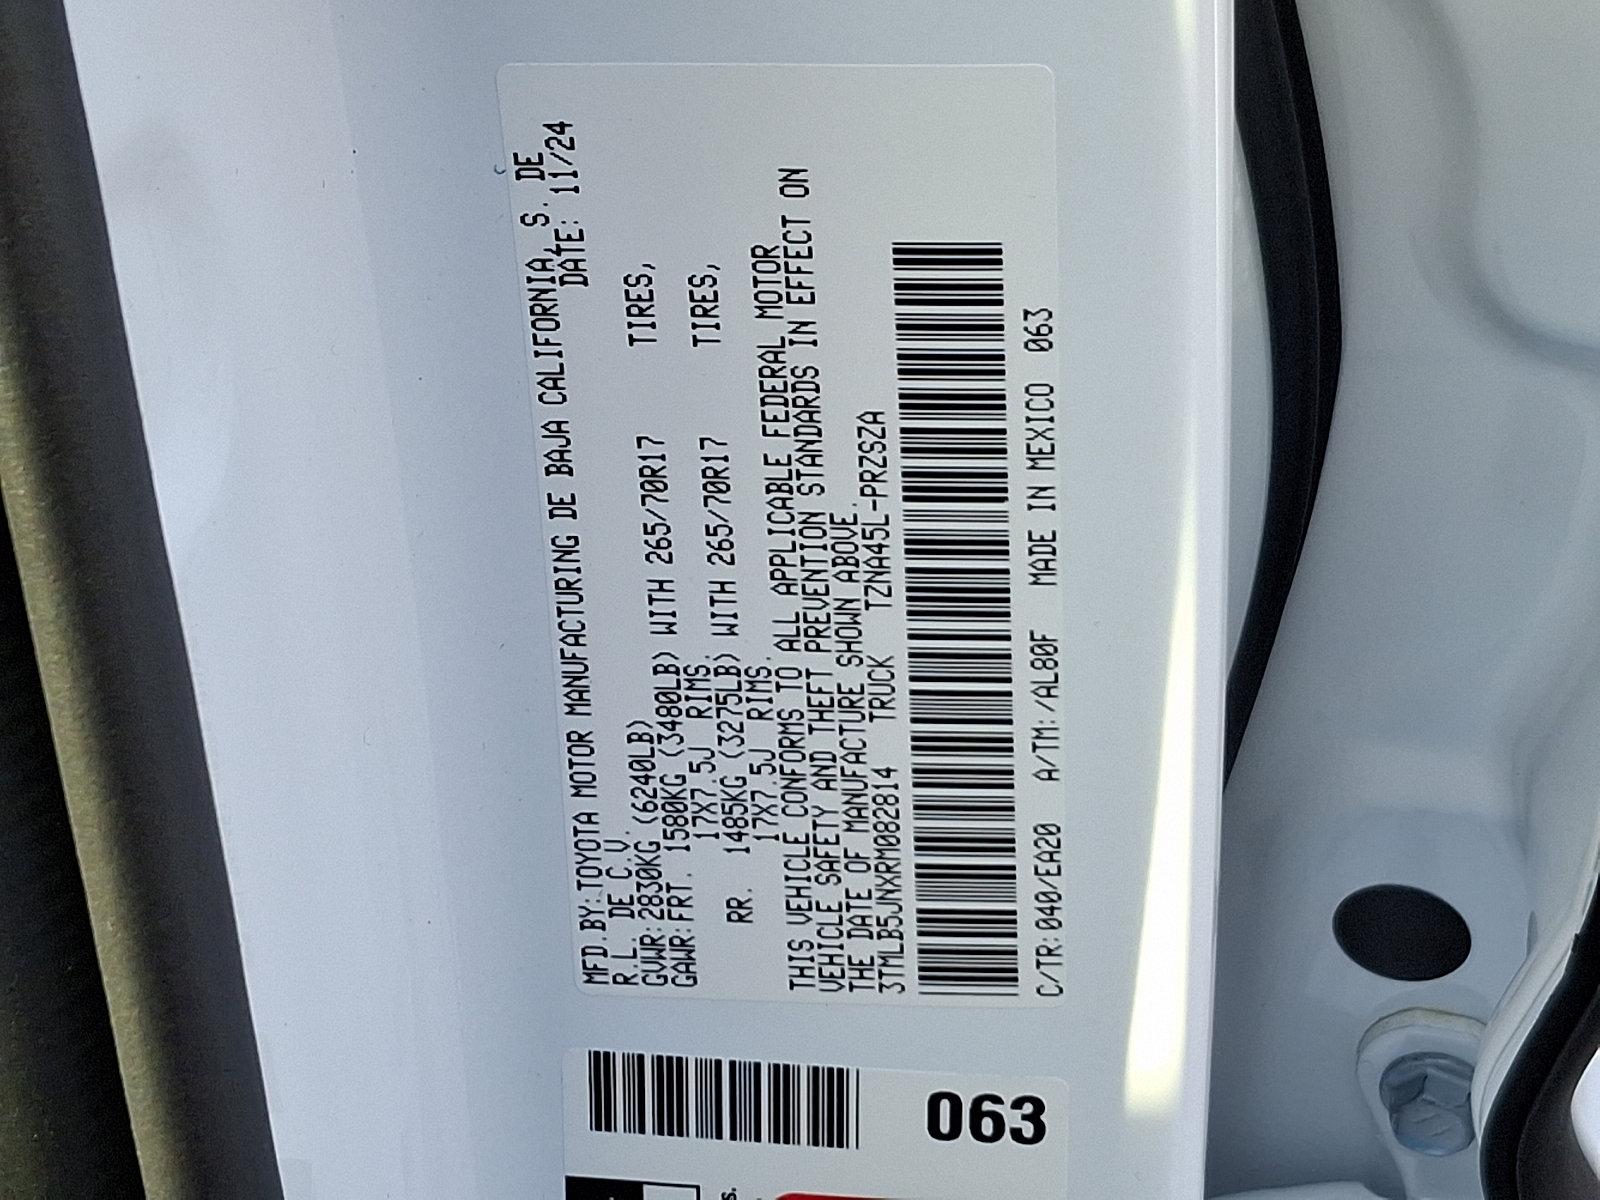 MFD.BY:TOYOTA MOTOR MANUFACTURING DE BAJA CALIFORNIA, S. DE
R.L. DE C.V. DATE: 11/24
GVWR:2830KG (6240LB)
GAWR:FRT. 1580KG (3480LB) WITH 265/70R17 TIRES,
17X7.5J RIMS.
RR. 1485KG (3275LB) WITH 265/70R17 TIRES,
17X7.5J RIMS.
THIS VEHICLE CONFORMS TO ALL APPLICABLE FEDERAL MOTOR
VEHICLE SAFETY AND THEFT PREVENTION STANDARDS IN EFFECT ON
THE DATE OF MANUFACTURE SHOWN ABOVE.
3TMLB5JNXRM082814 TRUCK TZNA45L-PRZSZA
C/TR:040/EA20 A/TM:/AL80F MADE IN MEXICO 063
063